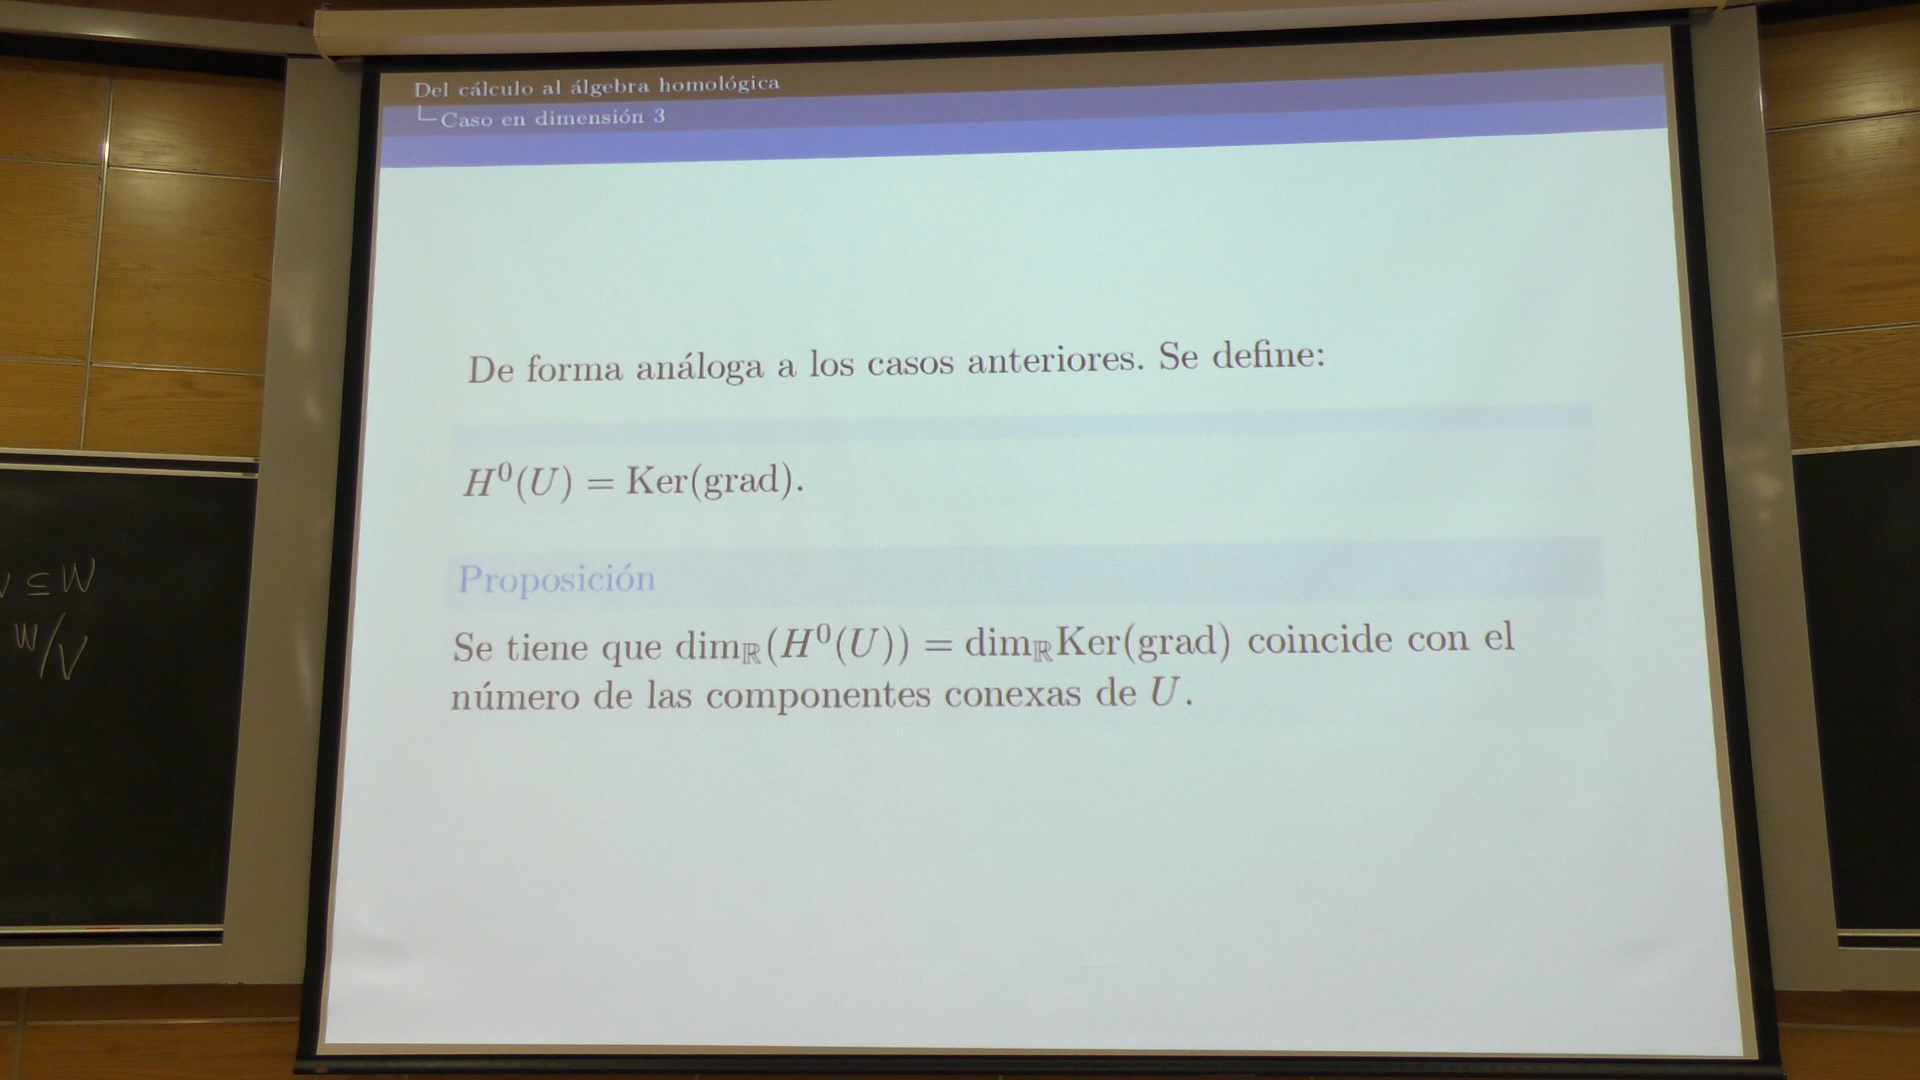 Del cálculo al álgebra homológica
Caso en dimensión 3
De forma análoga a los casos anteriores. Se define:
H⁰(U) = Ker(grad).
Proposición
Se tiene que dim_ℝ(H⁰(U)) = dim_ℝKer(grad) coincide con el
número de las componentes conexas de U.
⊆ W
W/V